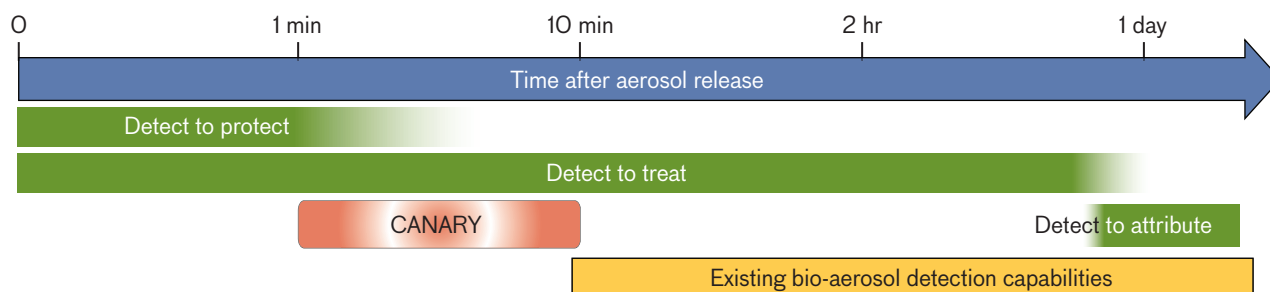 0 1 min 10 min 2 hr 1 day
Time after aerosol release
Detect to protect
Detect to treat
CANARY
Detect to attribute
Existing bio-aerosol detection capabilities